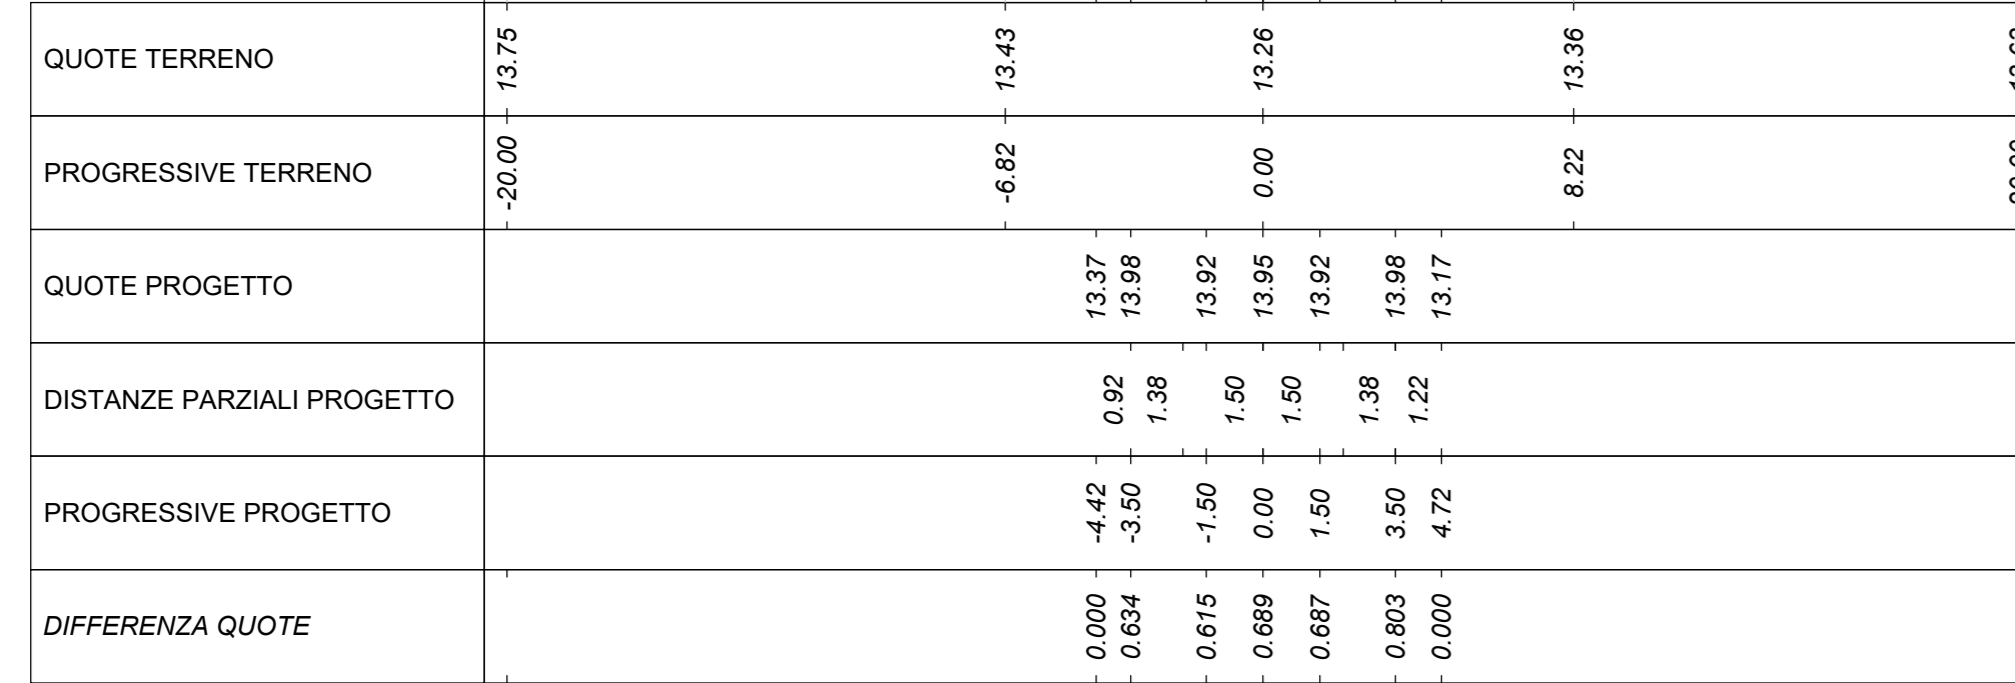 QUOTE TERRENO 13.75 13.43 13.26 13.36
PROGRESSIVE TERRENO -20.00 -6.82 0.00 8.22
QUOTE PROGETTO 13.37 13.98 13.92 13.95 13.92 13.98 13.17
DISTANZE PARZIALI PROGETTO 0.92 1.38 1.50 1.50 1.38 1.22
PROGRESSIVE PROGETTO -4.42 -3.50 -1.50 0.00 1.50 3.50 4.72
DIFFERENZA QUOTE 0.000 0.634 0.615 0.689 0.687 0.803 0.000